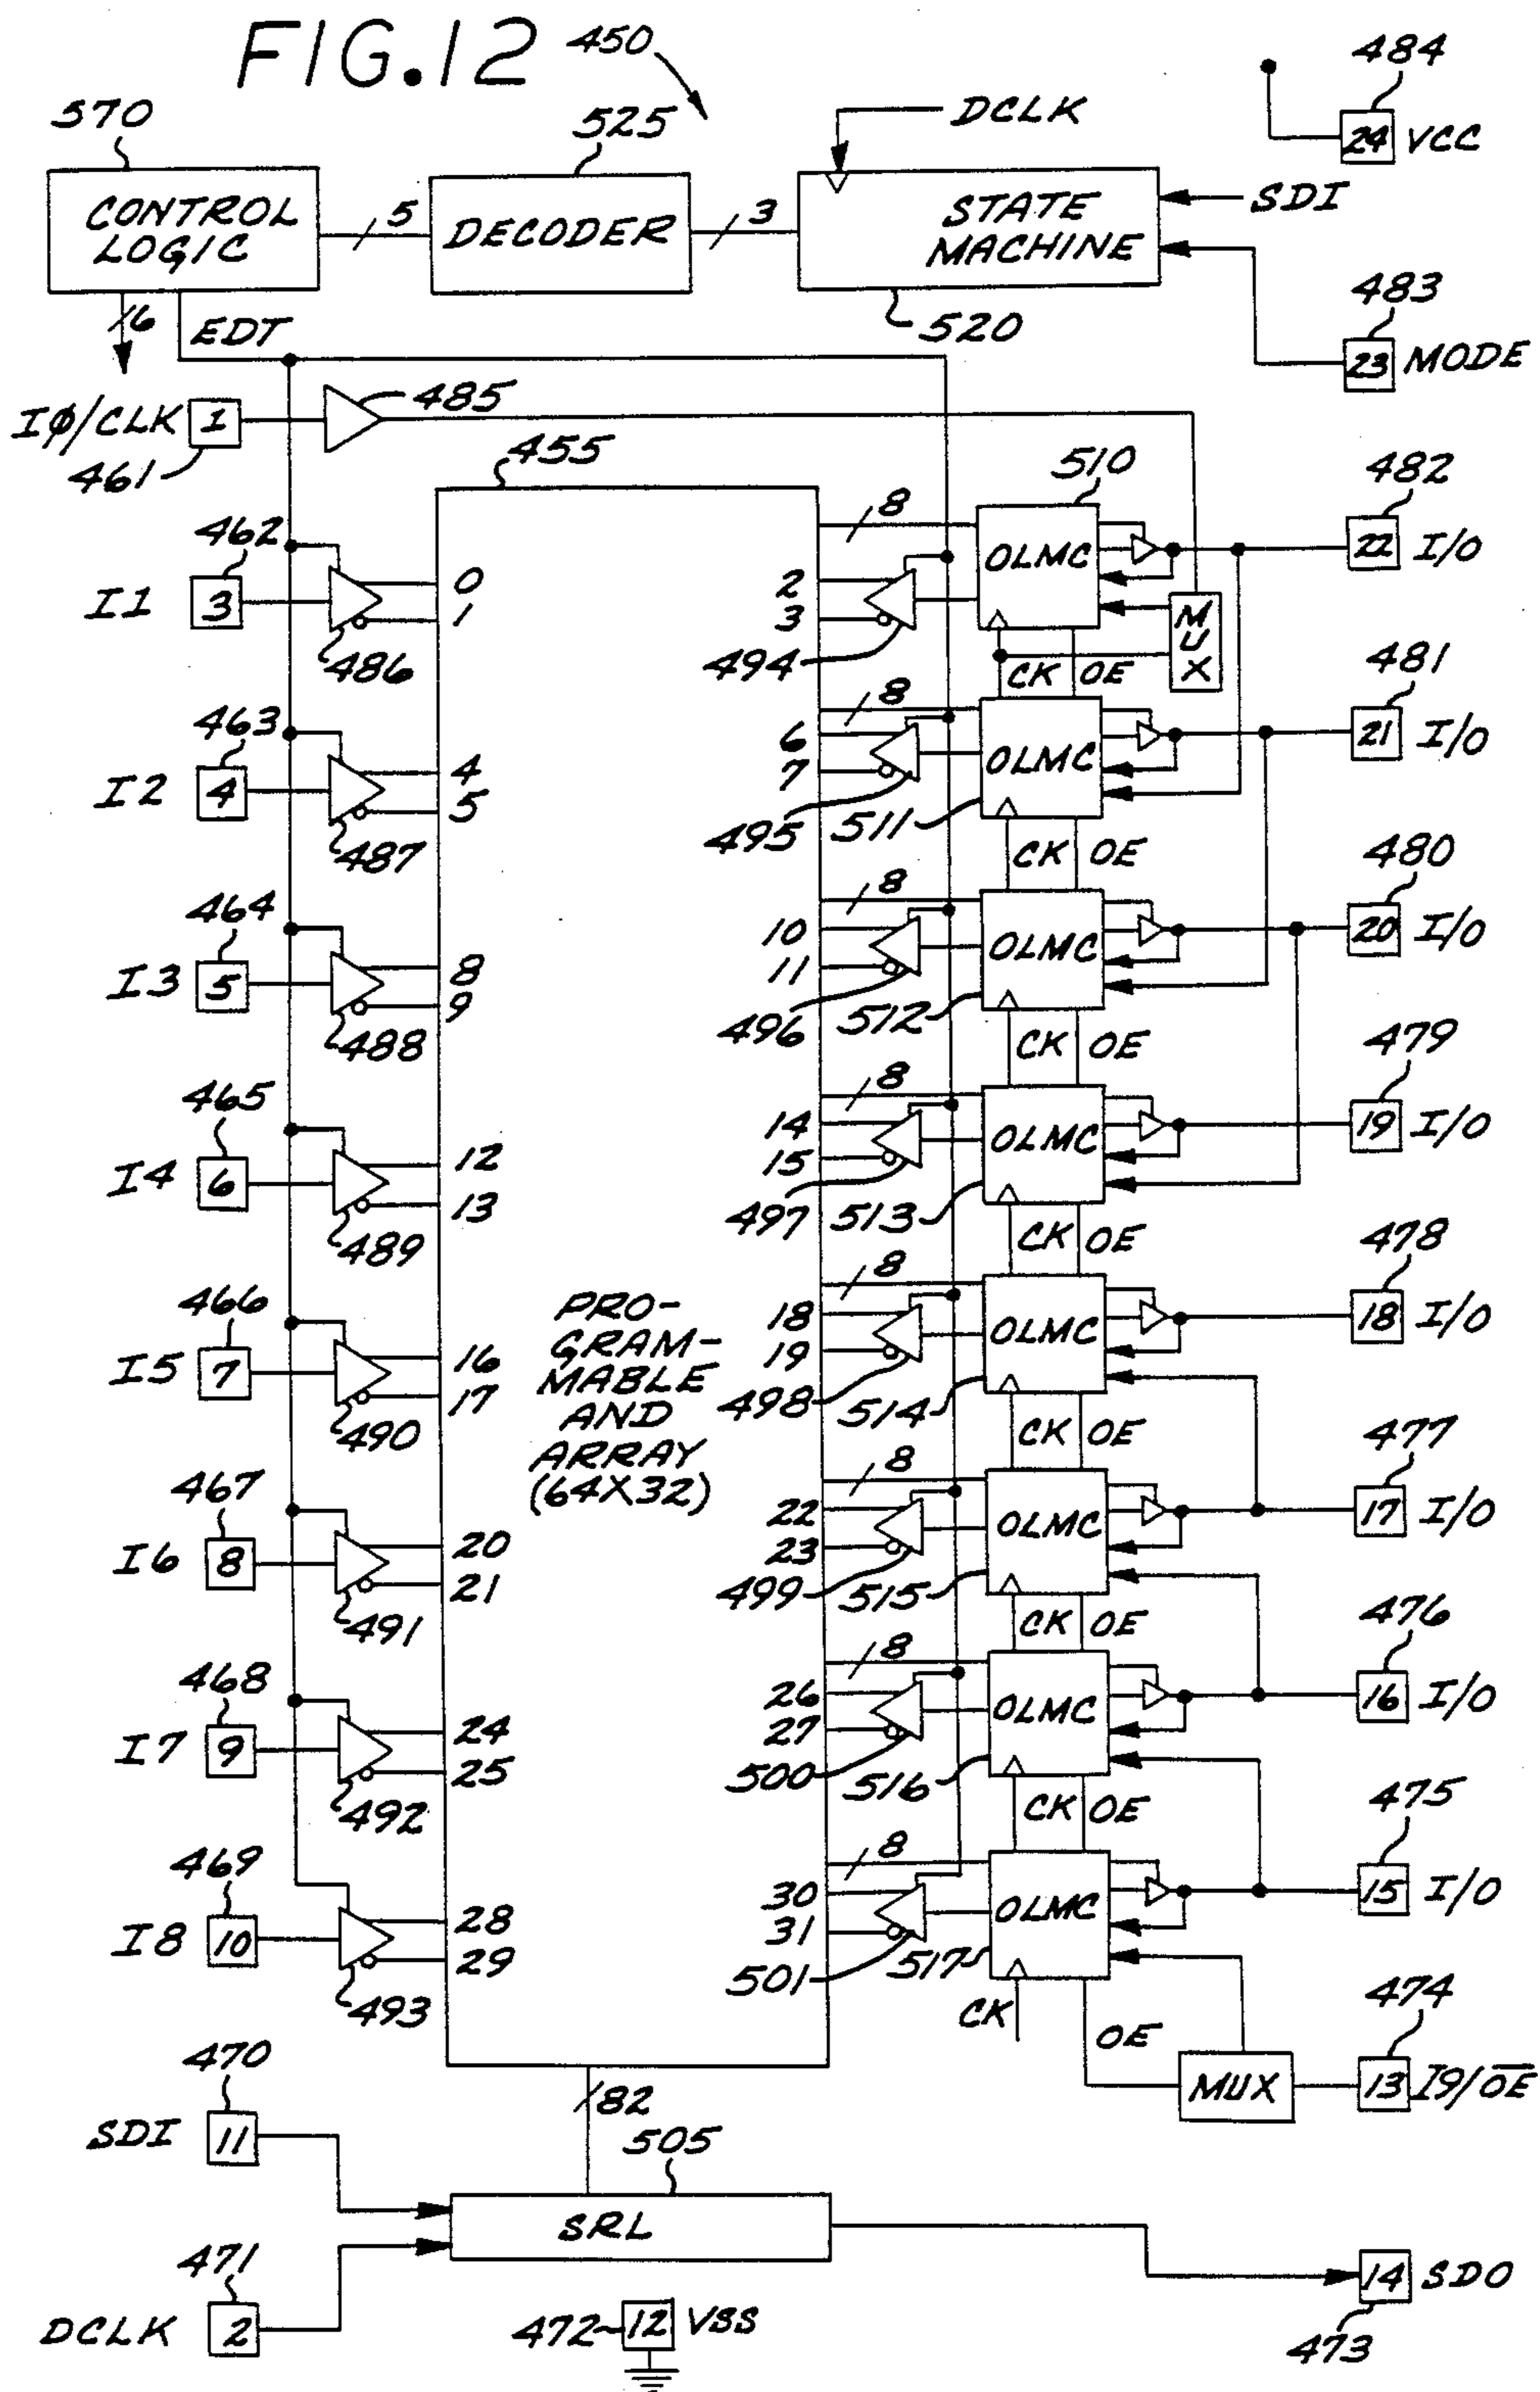 FIG.12
450
484
24 VCC
570
525
DCLK
CONTROL
LOGIC
5
DECODER
3
STATE
MACHINE
SDI
520
483
23 MODE
6
EDT
IØ/CLK 1
461
485
455
8
510
OLMC
482
22 I/O
462
I1 3
0
1
486
2
3
494
MUX
CK OE
463
I2 4
4
5
487
8
6
7
495
OLMC
511
481
21 I/O
CK OE
464
I3 5
8
9
488
8
10
11
496
OLMC
512
480
20 I/O
CK OE
465
I4 6
12
13
489
8
14
15
497
OLMC
513
479
19 I/O
CK OE
466
I5 7
16
17
490
PRO-
GRAM-
MABLE
AND
ARRAY
(64X32)
8
18
19
498
OLMC
514
478
18 I/O
CK OE
467
I6 8
20
21
491
8
22
23
499
OLMC
515
477
17 I/O
CK OE
468
I7 9
24
25
492
8
26
27
500
OLMC
516
476
16 I/O
CK OE
469
I8 10
28
29
493
8
30
31
501
OLMC
517
475
15 I/O
CK
OE
MUX
474
13 I9/O̅E̅
470
SDI 11
82
505
SRL
471
DCLK 2
472 12 VSS
14 SDO
473